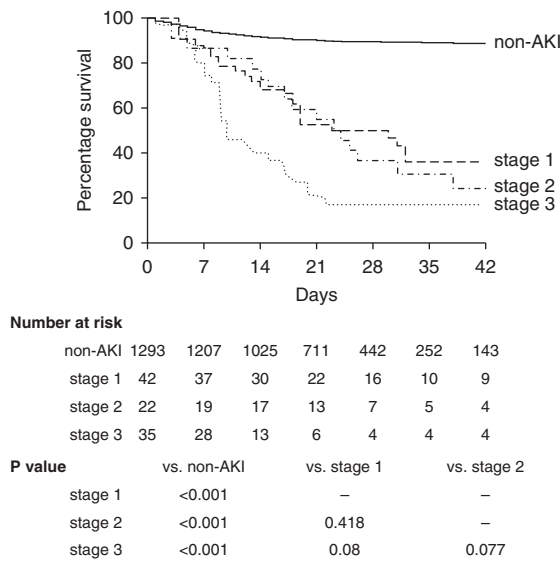 100
80
60
40
20
0
Percentage survival
non-AKI
stage 1
stage 2
stage 3
0 7 14 21 28 35 42
Days
Number at risk
non-AKI 1293 1207 1025 711 442 252 143
stage 1 42 37 30 22 16 10 9
stage 2 22 19 17 13 7 5 4
stage 3 35 28 13 6 4 4 4
P value vs. non-AKI vs. stage 1 vs. stage 2
stage 1 <0.001 – –
stage 2 <0.001 0.418 –
stage 3 <0.001 0.08 0.077